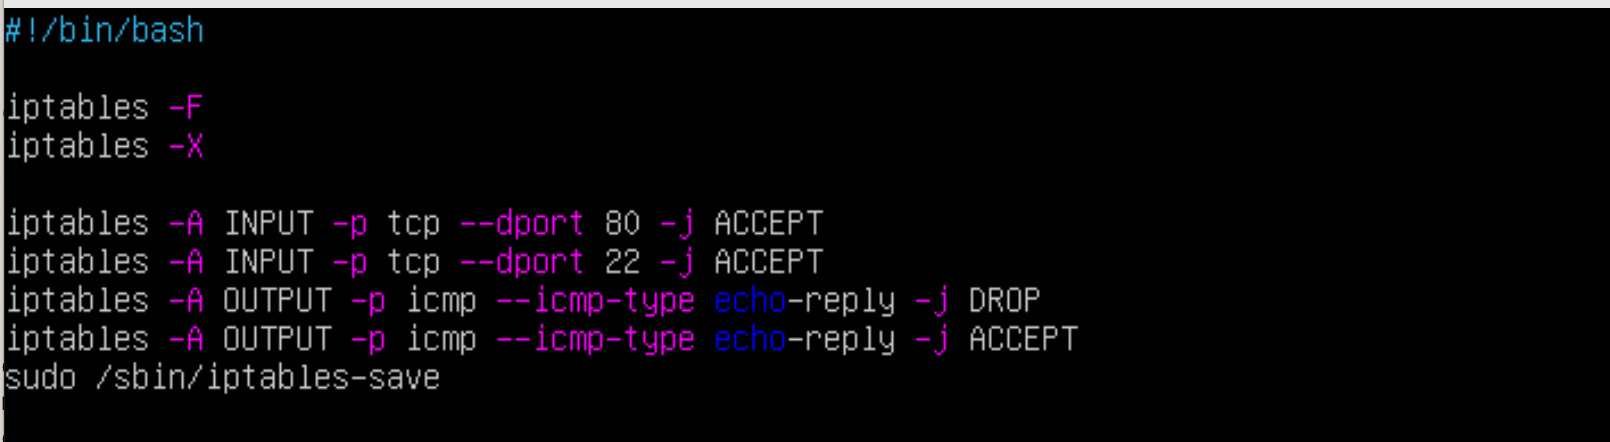 #!/bin/bash
iptables -F
iptables -X
iptables -A INPUT -p tcp --dport 80 -j ACCEPT
iptables -A INPUT -p tcp --dport 22 -j ACCEPT
iptables -A OUTPUT -p icmp --icmp-type echo-reply -j DROP
iptables -A OUTPUT -p icmp --icmp-type echo-reply -j ACCEPT
sudo /sbin/iptables-save